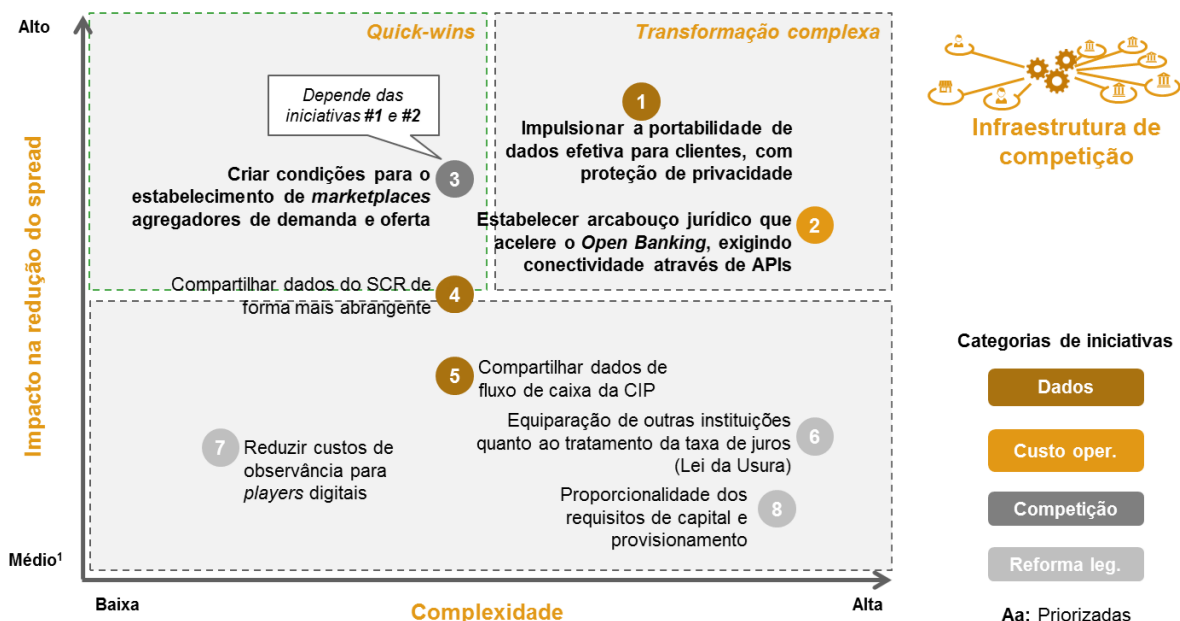 Alto
Quick-wins
Transformação complexa
Depende das
iniciativas #1 e #2
1
Impulsionar a portabilidade de
dados efetiva para clientes, com
proteção de privacidade
Infraestrutura de
competição
Criar condições para o
estabelecimento de marketplaces
agregadores de demanda e oferta
3
Estabelecer arcabouço jurídico que
acelere o Open Banking, exigindo
conectividade através de APIs
2
Impacto na redução do spread
Compartilhar dados do SCR de
forma mais abrangente
4
5
Compartilhar dados de
fluxo de caixa da CIP
Equiparação de outras instituições
quanto ao tratamento da taxa de juros
(Lei da Usura)
6
7
Reduzir custos de
observância para
players digitais
Proporcionalidade dos
requisitos de capital e
provisionamento
8
Médio¹
Baixa
Complexidade
Alta
Categorias de iniciativas
Dados
Custo oper.
Competição
Reforma leg.
Aa: Priorizadas